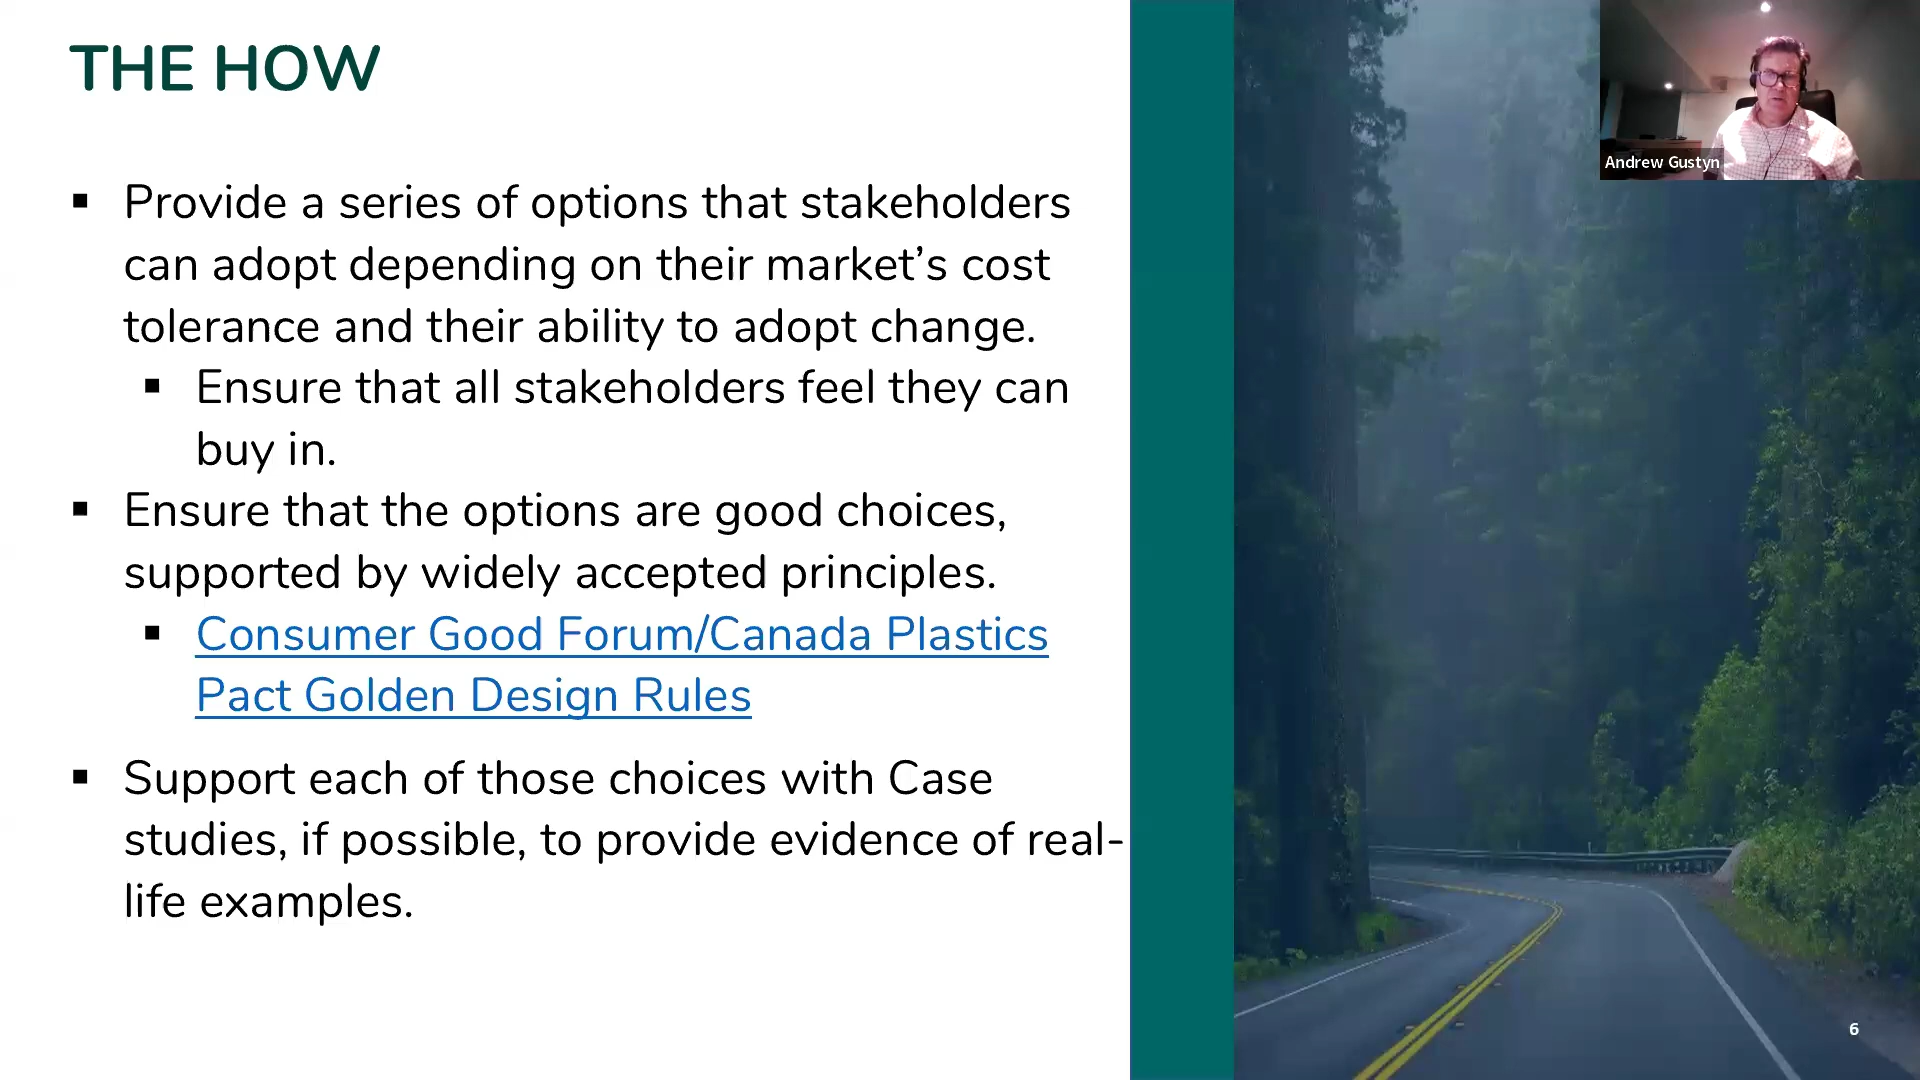 THE HOW
Andrew Gustyn
▪ Provide a series of options that stakeholders
can adopt depending on their market’s cost
tolerance and their ability to adopt change.
▪ Ensure that all stakeholders feel they can
buy in.
▪ Ensure that the options are good choices,
supported by widely accepted principles.
▪ Consumer Good Forum/Canada Plastics
Pact Golden Design Rules
▪ Support each of those choices with Case
studies, if possible, to provide evidence of real-
life examples.
6